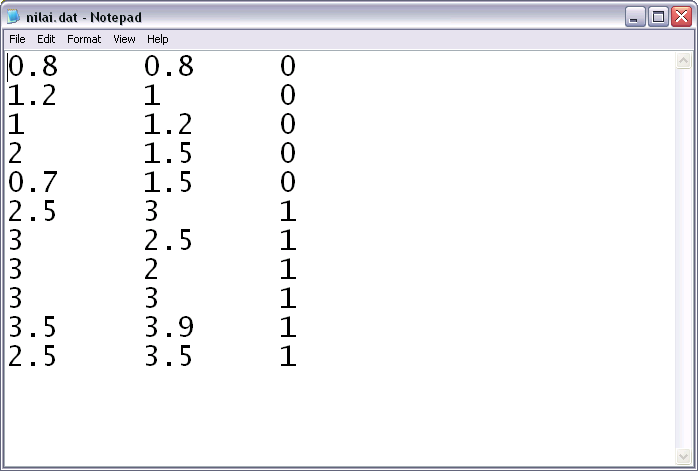 nilai.dat - Notepad
File Edit Format View Help
0.8 0.8 0
1.2 1 0
1 1.2 0
2 1.5 0
0.7 1.5 0
2.5 3 1
3 2.5 1
3 2 1
3 3 1
3.5 3.9 1
2.5 3.5 1